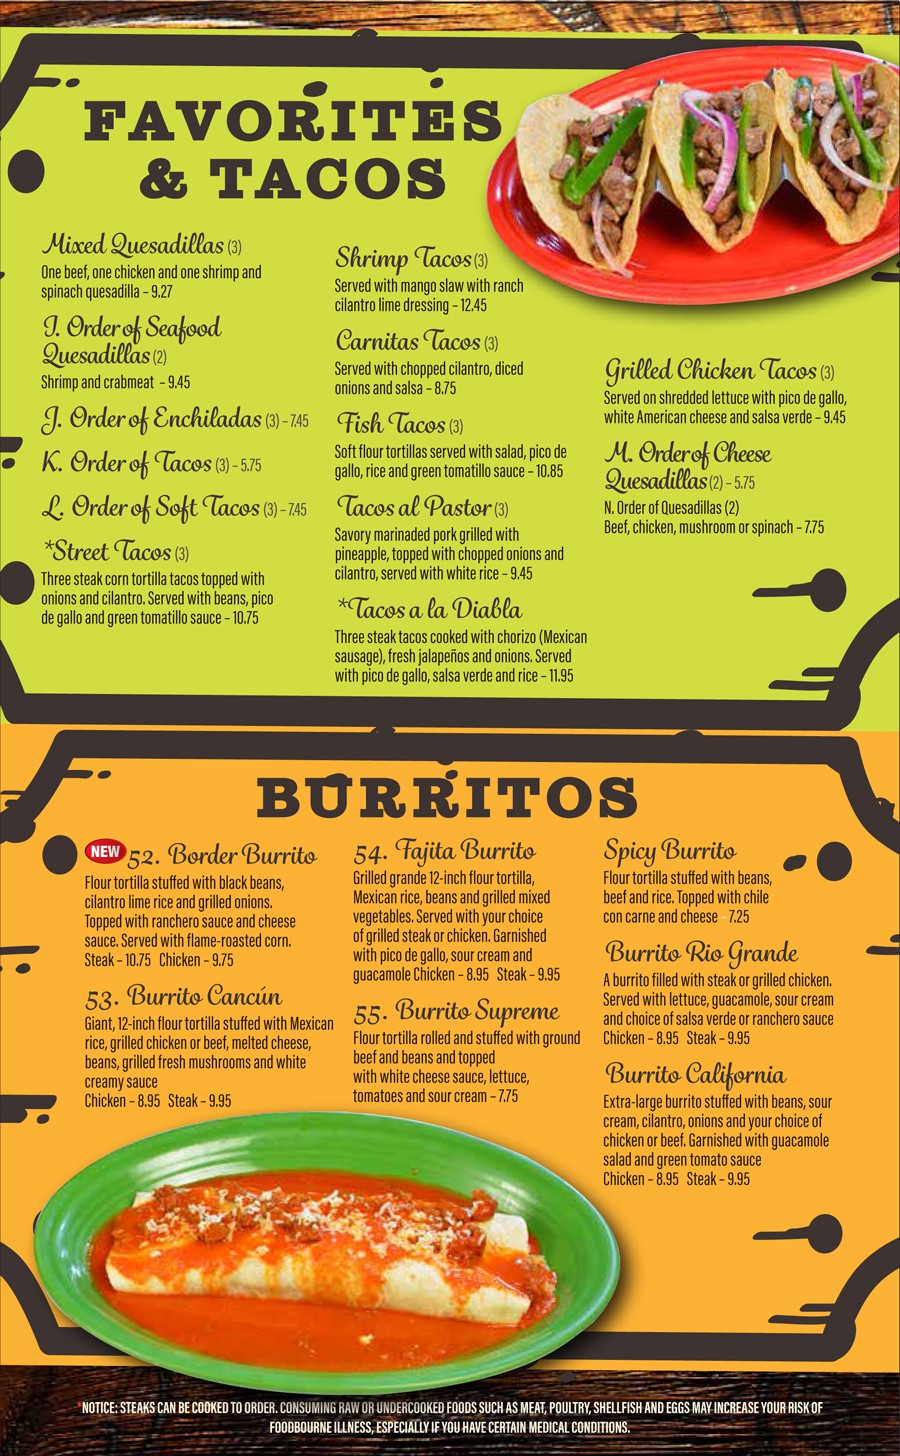 FAVORITES
& TACOS
Mixed Quesadillas (3)
One beef, one chicken and one shrimp and
spinach quesadilla – 9.27
I. Order of Seafood
Quesadillas (2)
Shrimp and crabmeat – 9.45
J. Order of Enchiladas (3) – 7.45
K. Order of Tacos (3) – 5.75
L. Order of Soft Tacos (3) – 7.45
*Street Tacos (3)
Three steak corn tortilla tacos topped with
onions and cilantro. Served with beans, pico
de gallo and green tomatillo sauce – 10.75
Shrimp Tacos (3)
Served with mango slaw with ranch
cilantro lime dressing – 12.45
Carnitas Tacos (3)
Served with chopped cilantro, diced
onions and salsa – 8.75
Fish Tacos (3)
Soft flour tortillas served with salad, pico de
gallo, rice and green tomatillo sauce – 10.85
Tacos al Pastor (3)
Savory marinaded pork grilled with
pineapple, topped with chopped onions and
cilantro, served with white rice – 9.45
*Tacos a la Diabla
Three steak tacos cooked with chorizo (Mexican
sausage), fresh jalapeños and onions. Served
with pico de gallo, salsa verde and rice – 11.95
Grilled Chicken Tacos (3)
Served on shredded lettuce with pico de gallo,
white American cheese and salsa verde – 9.45
M. Order of Cheese
Quesadillas (2) – 5.75
N. Order of Quesadillas (2)
Beef, chicken, mushroom or spinach – 7.75
BURRITOS
NEW 52. Border Burrito
Flour tortilla stuffed with black beans,
cilantro lime rice and grilled onions.
Topped with ranchero sauce and cheese
sauce. Served with flame-roasted corn.
Steak – 10.75 Chicken – 9.75
53. Burrito Cancún
Giant, 12-inch flour tortilla stuffed with Mexican
rice, grilled chicken or beef, melted cheese,
beans, grilled fresh mushrooms and white
creamy sauce
Chicken – 8.95 Steak – 9.95
54. Fajita Burrito
Grilled grande 12-inch flour tortilla,
Mexican rice, beans and grilled mixed
vegetables. Served with your choice
of grilled steak or chicken. Garnished
with pico de gallo, sour cream and
guacamole Chicken – 8.95 Steak – 9.95
55. Burrito Supreme
Flour tortilla rolled and stuffed with ground
beef and beans and topped
with white cheese sauce, lettuce,
tomatoes and sour cream – 7.75
Spicy Burrito
Flour tortilla stuffed with beans,
beef and rice. Topped with chile
con carne and cheese - 7.25
Burrito Rio Grande
A burrito filled with steak or grilled chicken.
Served with lettuce, guacamole, sour cream
and choice of salsa verde or ranchero sauce
Chicken – 8.95 Steak – 9.95
Burrito California
Extra-large burrito stuffed with beans, sour
cream, cilantro, onions and your choice of
chicken or beef. Garnished with guacamole
salad and green tomato sauce
Chicken – 8.95 Steak – 9.95
*NOTICE: STEAKS CAN BE COOKED TO ORDER. CONSUMING RAW OR UNDERCOOKED FOODS SUCH AS MEAT, POULTRY, SHELLFISH AND EGGS MAY INCREASE YOUR RISK OF
FOODBOURNE ILLNESS, ESPECIALLY IF YOU HAVE CERTAIN MEDICAL CONDITIONS.